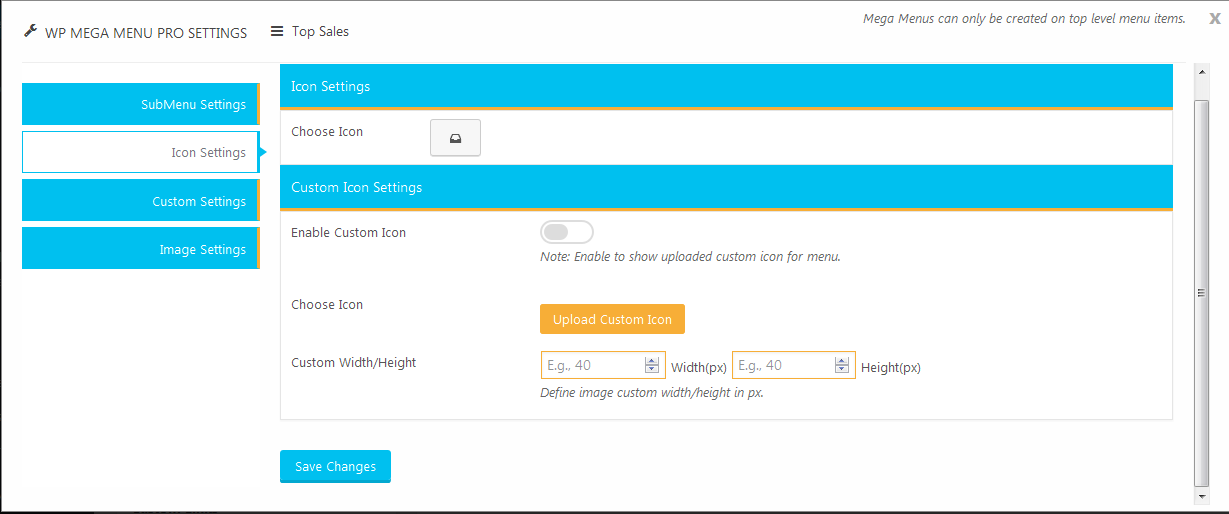 Mega Menus can only be created on top level menu items. X
WP MEGA MENU PRO SETTINGS Top Sales
SubMenu Settings
Icon Settings
Custom Settings
Image Settings
Icon Settings
Choose Icon
Custom Icon Settings
Enable Custom Icon
Note: Enable to show uploaded custom icon for menu.
Choose Icon
Upload Custom Icon
Custom Width/Height E.g., 40 Width(px) E.g., 40 Height(px)
Define image custom width/height in px.
Save Changes